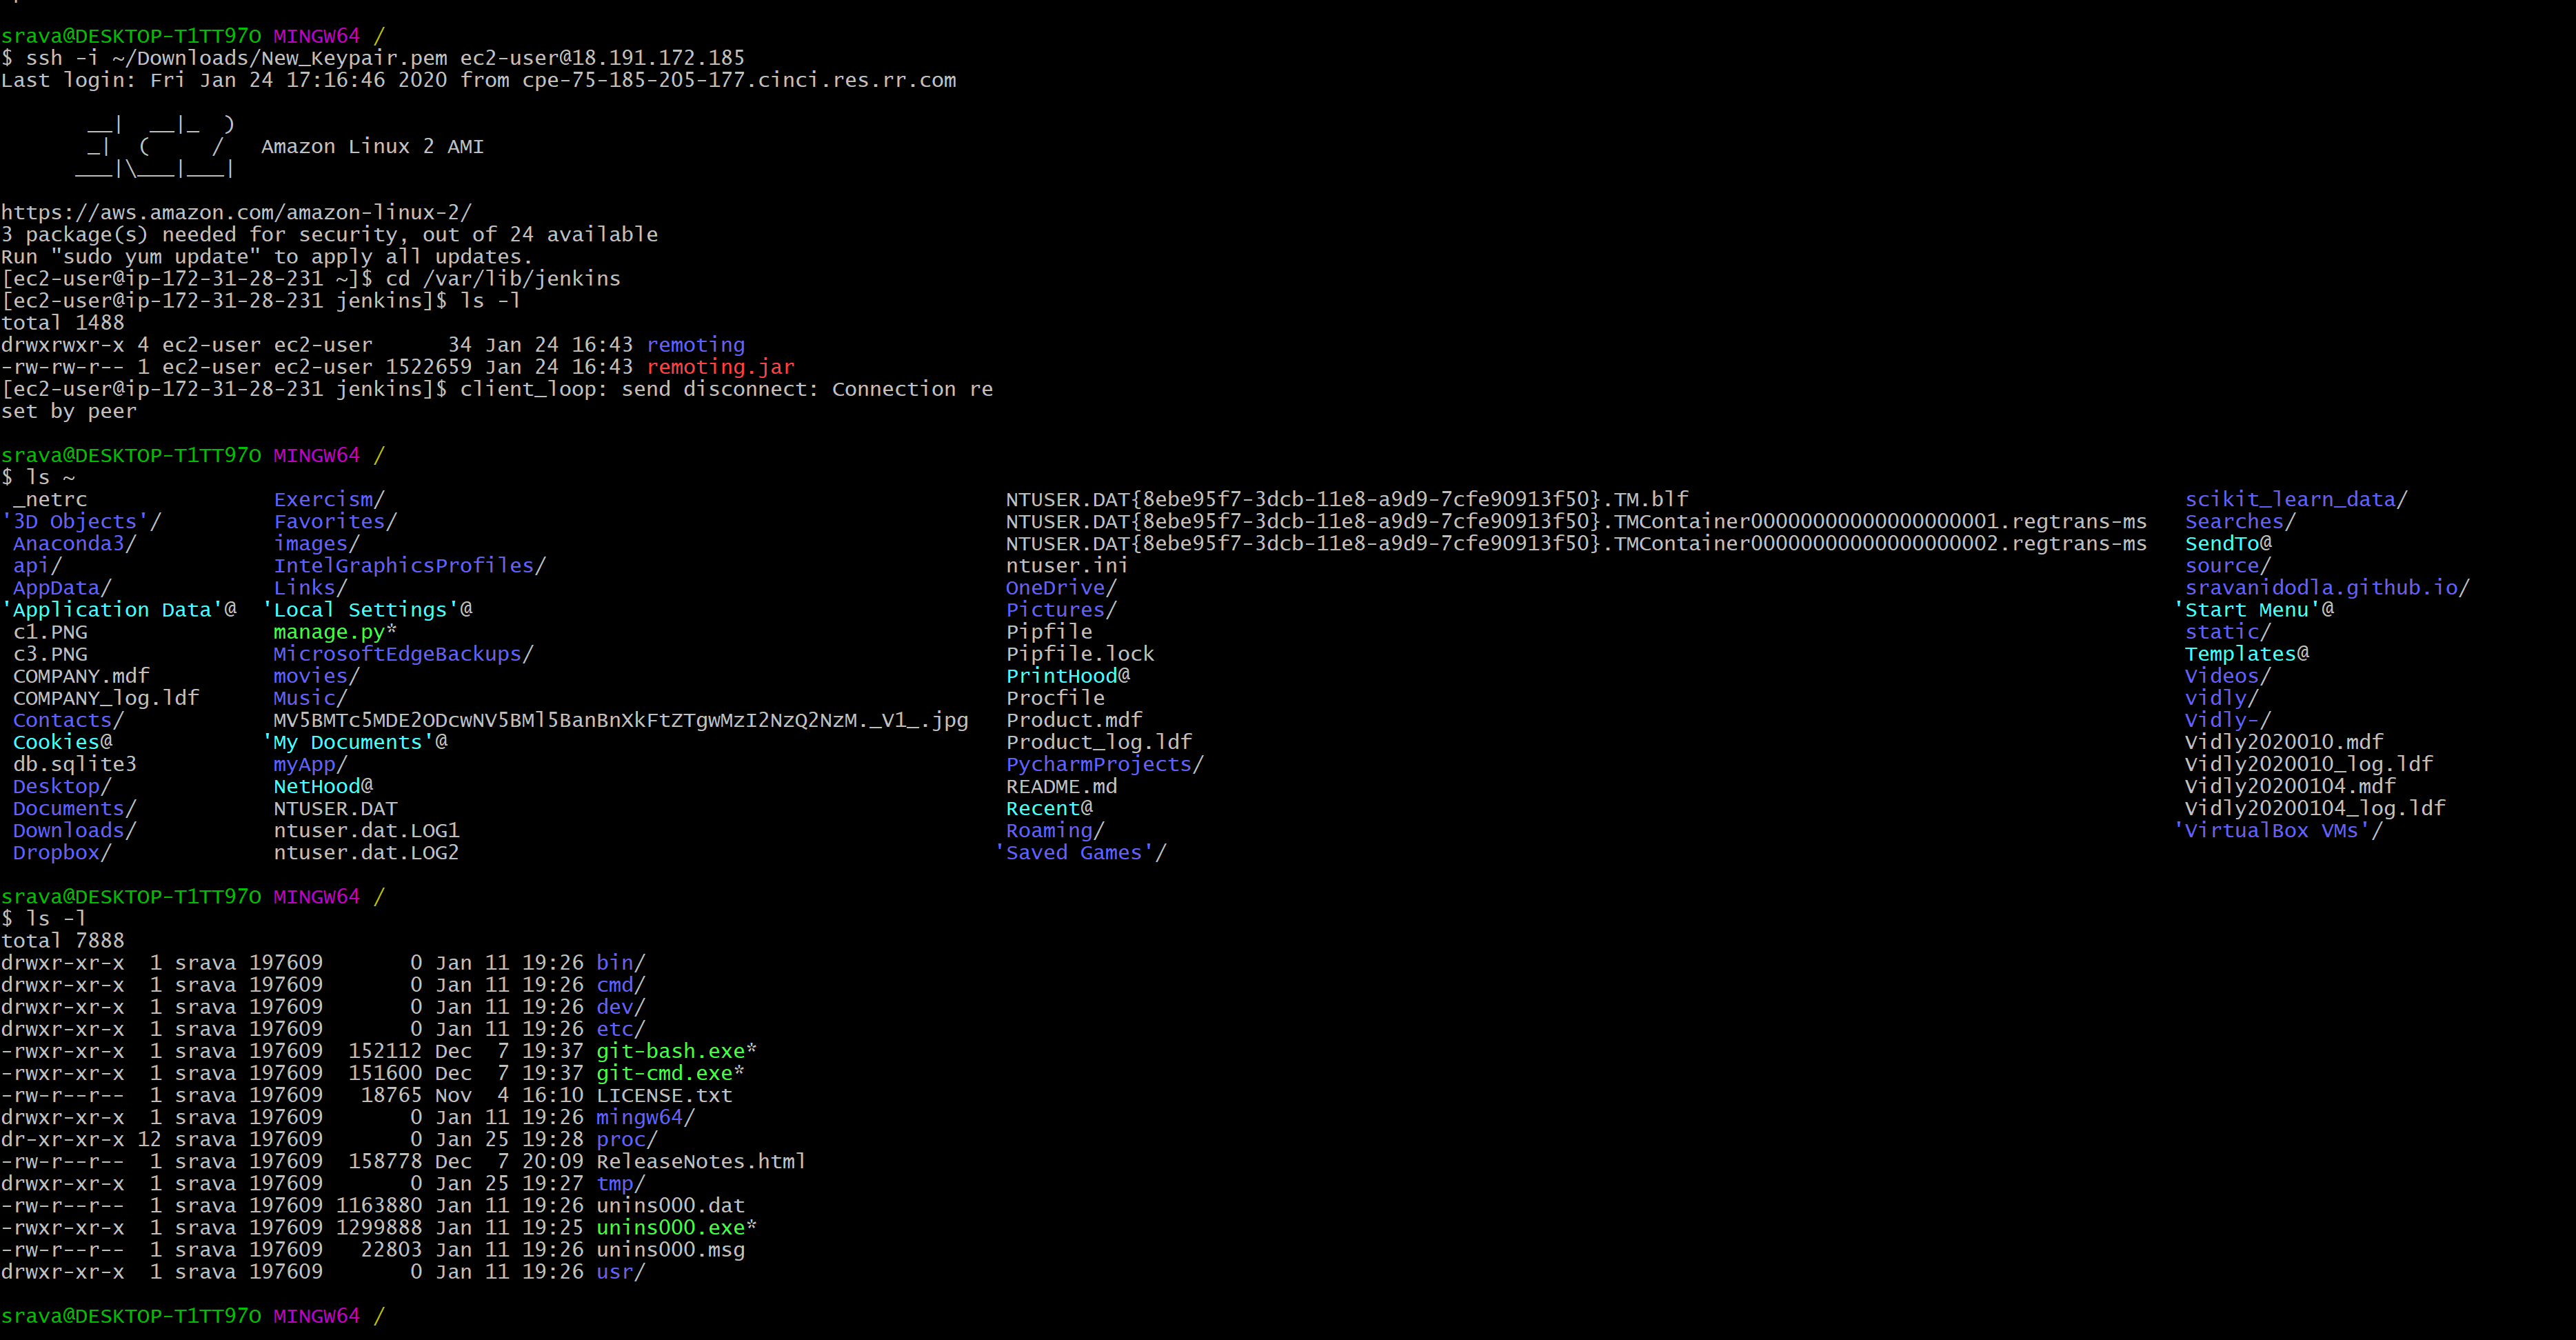 srava@DESKTOP-T1TT97O MINGW64 /
$ ssh -i ~/Downloads/New_Keypair.pem ec2-user@18.191.172.185
Last login: Fri Jan 24 17:16:46 2020 from cpe-75-185-205-177.cinci.res.rr.com

       __|  __|_  )
       _|  (     /   Amazon Linux 2 AMI
      ___|\___|___|

https://aws.amazon.com/amazon-linux-2/
3 package(s) needed for security, out of 24 available
Run "sudo yum update" to apply all updates.
[ec2-user@ip-172-31-28-231 ~]$ cd /var/lib/jenkins
[ec2-user@ip-172-31-28-231 jenkins]$ ls -l
total 1488
drwxrwxr-x 4 ec2-user ec2-user      34 Jan 24 16:43 remoting
-rw-rw-r-- 1 ec2-user ec2-user 1522659 Jan 24 16:43 remoting.jar
[ec2-user@ip-172-31-28-231 jenkins]$ client_loop: send disconnect: Connection re
set by peer

srava@DESKTOP-T1TT97O MINGW64 /
$ ls ~
 _netrc               Exercism/                                                   NTUSER.DAT{8ebe95f7-3dcb-11e8-a9d9-7cfe90913f50}.TM.blf                                        scikit_learn_data/
'3D Objects'/         Favorites/                                                  NTUSER.DAT{8ebe95f7-3dcb-11e8-a9d9-7cfe90913f50}.TMContainer00000000000000000001.regtrans-ms   Searches/
 Anaconda3/           images/                                                     NTUSER.DAT{8ebe95f7-3dcb-11e8-a9d9-7cfe90913f50}.TMContainer00000000000000000002.regtrans-ms   SendTo@
 api/                 IntelGraphicsProfiles/                                      ntuser.ini                                                                                     source/
 AppData/             Links/                                                      OneDrive/                                                                                      sravanidodla.github.io/
'Application Data'@  'Local Settings'@                                            Pictures/                                                                                     'Start Menu'@
 c1.PNG               manage.py*                                                  Pipfile                                                                                        static/
 c3.PNG               MicrosoftEdgeBackups/                                       Pipfile.lock                                                                                   Templates@
 COMPANY.mdf          movies/                                                     PrintHood@                                                                                     Videos/
 COMPANY_log.ldf      Music/                                                      Procfile                                                                                       vidly/
 Contacts/            MV5BMTc5MDE2ODcwNV5BMl5BanBnXkFtZTgwMzI2NzQ2NzM._V1_.jpg   Product.mdf                                                                                    Vidly-/
 Cookies@            'My Documents'@                                              Product_log.ldf                                                                                Vidly2020010.mdf
 db.sqlite3           myApp/                                                      PycharmProjects/                                                                               Vidly2020010_log.ldf
 Desktop/             NetHood@                                                    README.md                                                                                      Vidly20200104.mdf
 Documents/           NTUSER.DAT                                                  Recent@                                                                                        Vidly20200104_log.ldf
 Downloads/           ntuser.dat.LOG1                                             Roaming/                                                                                      'VirtualBox VMs'/
 Dropbox/             ntuser.dat.LOG2                                            'Saved Games'/

srava@DESKTOP-T1TT97O MINGW64 /
$ ls -l
total 7888
drwxr-xr-x  1 srava 197609       0 Jan 11 19:26 bin/
drwxr-xr-x  1 srava 197609       0 Jan 11 19:26 cmd/
drwxr-xr-x  1 srava 197609       0 Jan 11 19:26 dev/
drwxr-xr-x  1 srava 197609       0 Jan 11 19:26 etc/
-rwxr-xr-x  1 srava 197609  152112 Dec  7 19:37 git-bash.exe*
-rwxr-xr-x  1 srava 197609  151600 Dec  7 19:37 git-cmd.exe*
-rw-r--r--  1 srava 197609   18765 Nov  4 16:10 LICENSE.txt
drwxr-xr-x  1 srava 197609       0 Jan 11 19:26 mingw64/
dr-xr-xr-x 12 srava 197609       0 Jan 25 19:28 proc/
-rw-r--r--  1 srava 197609  158778 Dec  7 20:09 ReleaseNotes.html
drwxr-xr-x  1 srava 197609       0 Jan 25 19:27 tmp/
-rw-r--r--  1 srava 197609 1163880 Jan 11 19:26 unins000.dat
-rwxr-xr-x  1 srava 197609 1299888 Jan 11 19:25 unins000.exe*
-rw-r--r--  1 srava 197609   22803 Jan 11 19:26 unins000.msg
drwxr-xr-x  1 srava 197609       0 Jan 11 19:26 usr/

srava@DESKTOP-T1TT97O MINGW64 /